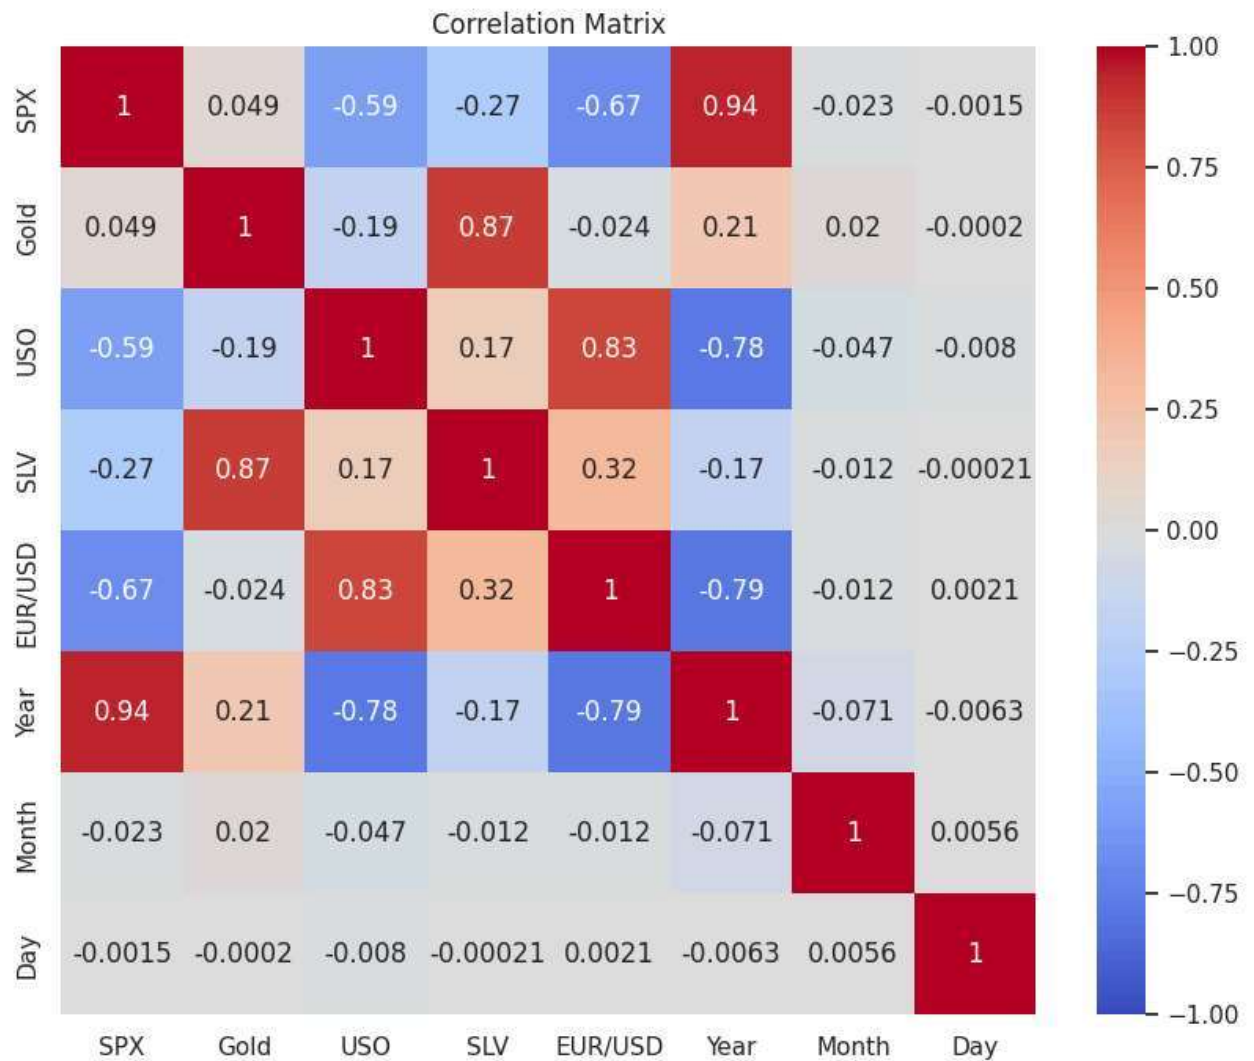 Correlation Matrix
SPX 1 0.049 -0.59 -0.27 -0.67 0.94 -0.023 -0.0015
Gold 0.049 1 -0.19 0.87 -0.024 0.21 0.02 -0.0002
USO -0.59 -0.19 1 0.17 0.83 -0.78 -0.047 -0.008
SLV -0.27 0.87 0.17 1 0.32 -0.17 -0.012 -0.00021
EUR/USD -0.67 -0.024 0.83 0.32 1 -0.79 -0.012 0.0021
Year 0.94 0.21 -0.78 -0.17 -0.79 1 -0.071 -0.0063
Month -0.023 0.02 -0.047 -0.012 -0.012 -0.071 1 0.0056
Day -0.0015 -0.0002 -0.008 -0.00021 0.0021 -0.0063 0.0056 1
SPX Gold USO SLV EUR/USD Year Month Day
1.00
0.75
0.50
0.25
0.00
−0.25
−0.50
−0.75
−1.00